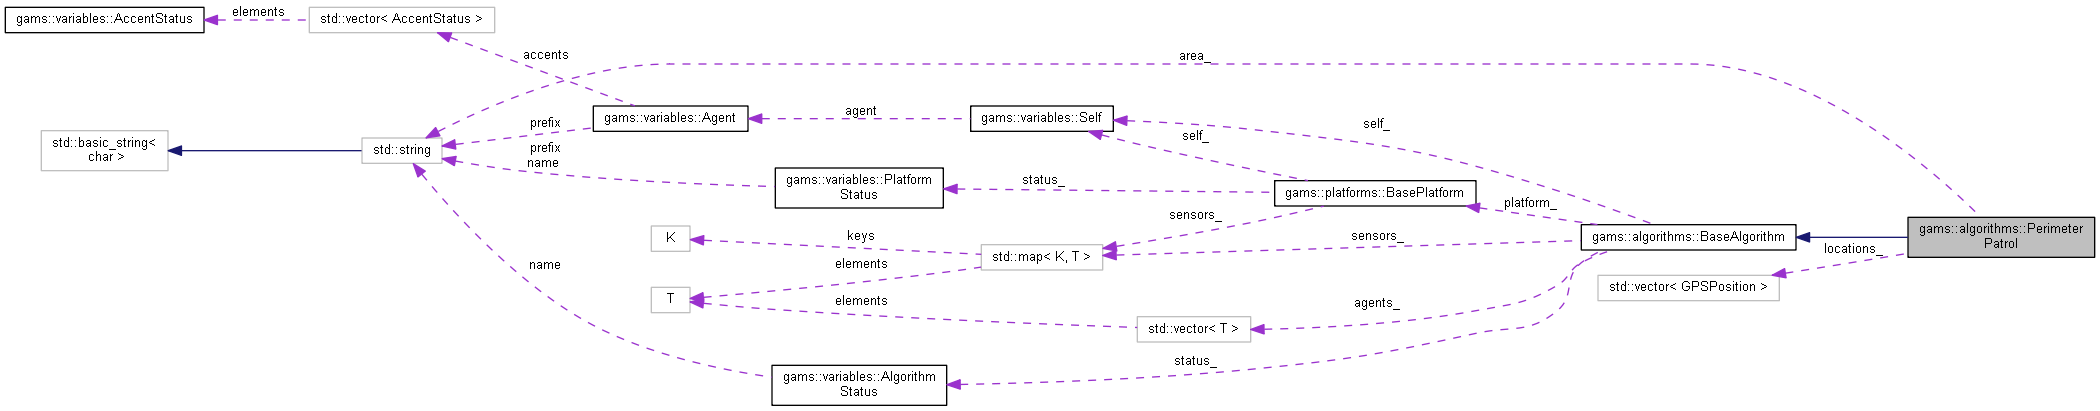 gams::variables::AccentStatus
elements
std::vector< AccentStatus >
accents
area_
gams::variables::Agent
agent
gams::variables::Self
self_
prefix
std::basic_string<
char >
std::string
prefix
name
self_
gams::variables::Platform
Status
status_
gams::platforms::BasePlatform
platform_
sensors_
K
keys
std::map< K, T >
sensors_
gams::algorithms::BaseAlgorithm
gams::algorithms::Perimeter
Patrol
locations_
name
elements
T
elements
std::vector< GPSPosition >
agents_
std::vector< T >
status_
gams::variables::Algorithm
Status